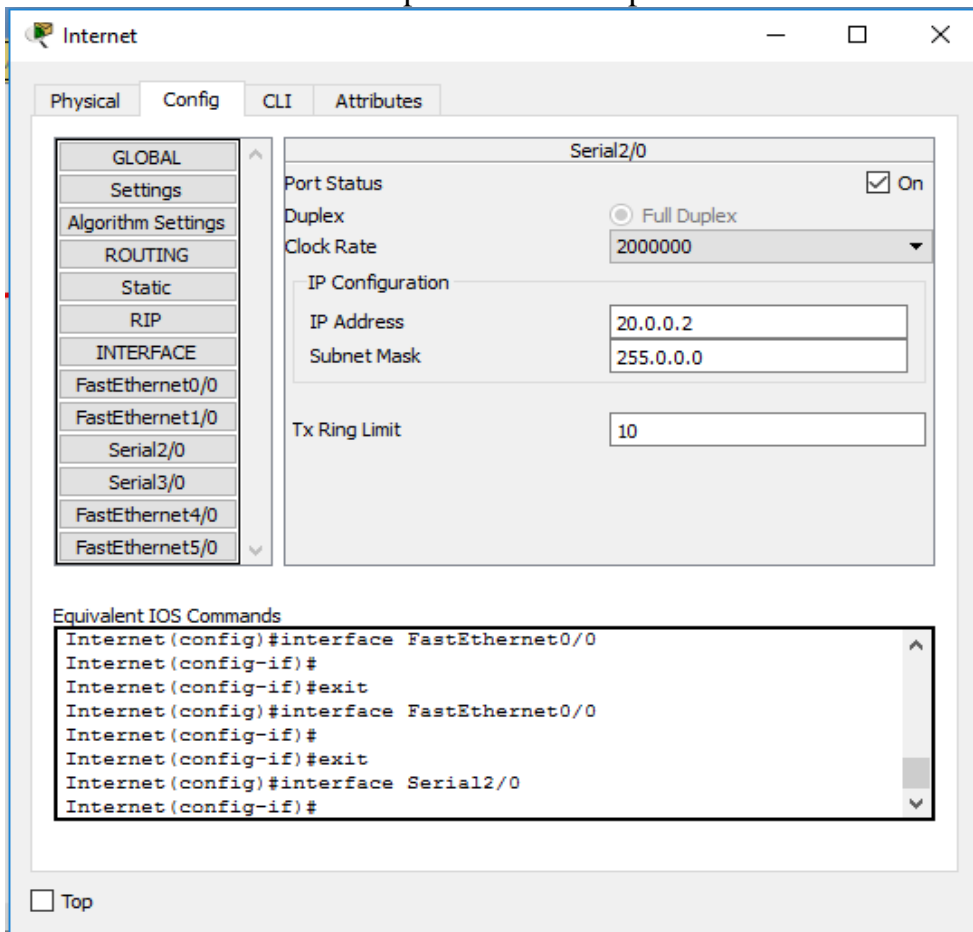 Internet
Physical Config CLI Attributes
GLOBAL
Settings
Algorithm Settings
ROUTING
Static
RIP
INTERFACE
FastEthernet0/0
FastEthernet1/0
Serial2/0
Serial3/0
FastEthernet4/0
FastEthernet5/0
Serial2/0
Port Status On
Duplex Full Duplex
Clock Rate 2000000
IP Configuration
IP Address 20.0.0.2
Subnet Mask 255.0.0.0
Tx Ring Limit 10
Equivalent IOS Commands
Internet(config)#interface FastEthernet0/0
Internet(config-if)#
Internet(config-if)#exit
Internet(config)#interface FastEthernet0/0
Internet(config-if)#
Internet(config-if)#exit
Internet(config)#interface Serial2/0
Internet(config-if)#
Top